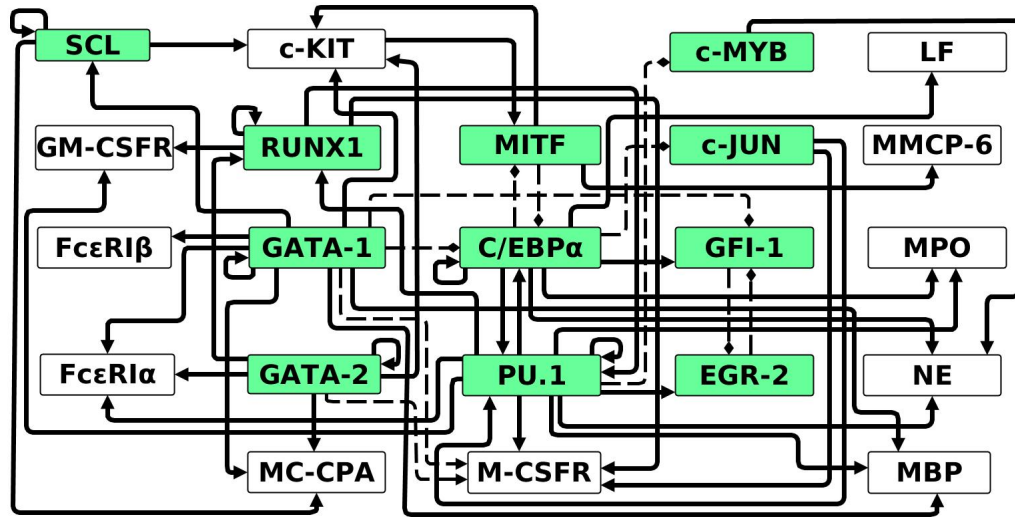 SCL
c-KIT
c-MYB
LF
GM-CSFR
RUNX1
MITF
c-JUN
MMCP-6
FcεRIβ
GATA-1
C/EBPα
GFI-1
MPO
FcεRIα
GATA-2
PU.1
EGR-2
NE
MC-CPA
M-CSFR
MBP